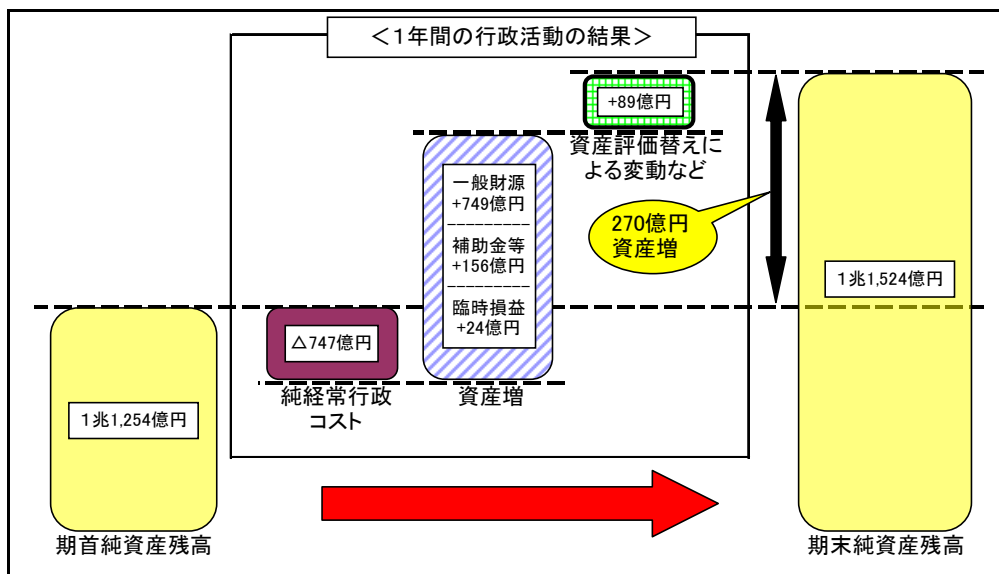 ＜1年間の行政活動の結果＞
+89億円
資産評価替えに
よる変動など
一般財源
+749億円
補助金等
+156億円
臨時損益
+24億円
270億円
資産増
1兆1,524億円
△747億円
純経常行政
コスト
資産増
1兆1,254億円
期首純資産残高
期末純資産残高